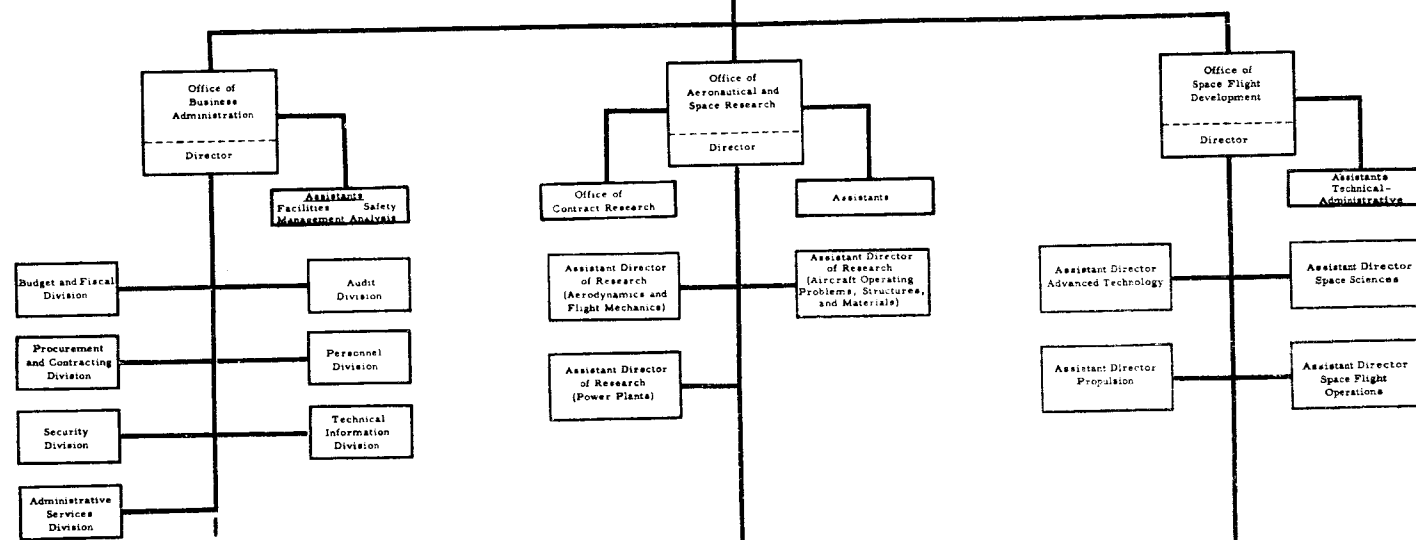 Office of
Business
Administration
Director
Assistants
Facilities Safety
Management Analysis
Budget and Fiscal
Division
Audit
Division
Procurement
and Contracting
Division
Personnel
Division
Security
Division
Technical
Information
Division
Administrative
Services
Division
Office of
Aeronautical and
Space Research
Director
Office of
Contract Research
Assistants
Assistant Director
of Research
(Aerodynamics and
Flight Mechanics)
Assistant Director
of Research
(Aircraft Operating
Problems, Structures,
and Materials)
Assistant Director
of Research
(Power Plants)
Office of
Space Flight
Development
Director
Assistants
Technical-
Administrative
Assistant Director
Advanced Technology
Assistant Director
Space Sciences
Assistant Director
Propulsion
Assistant Director
Space Flight
Operations